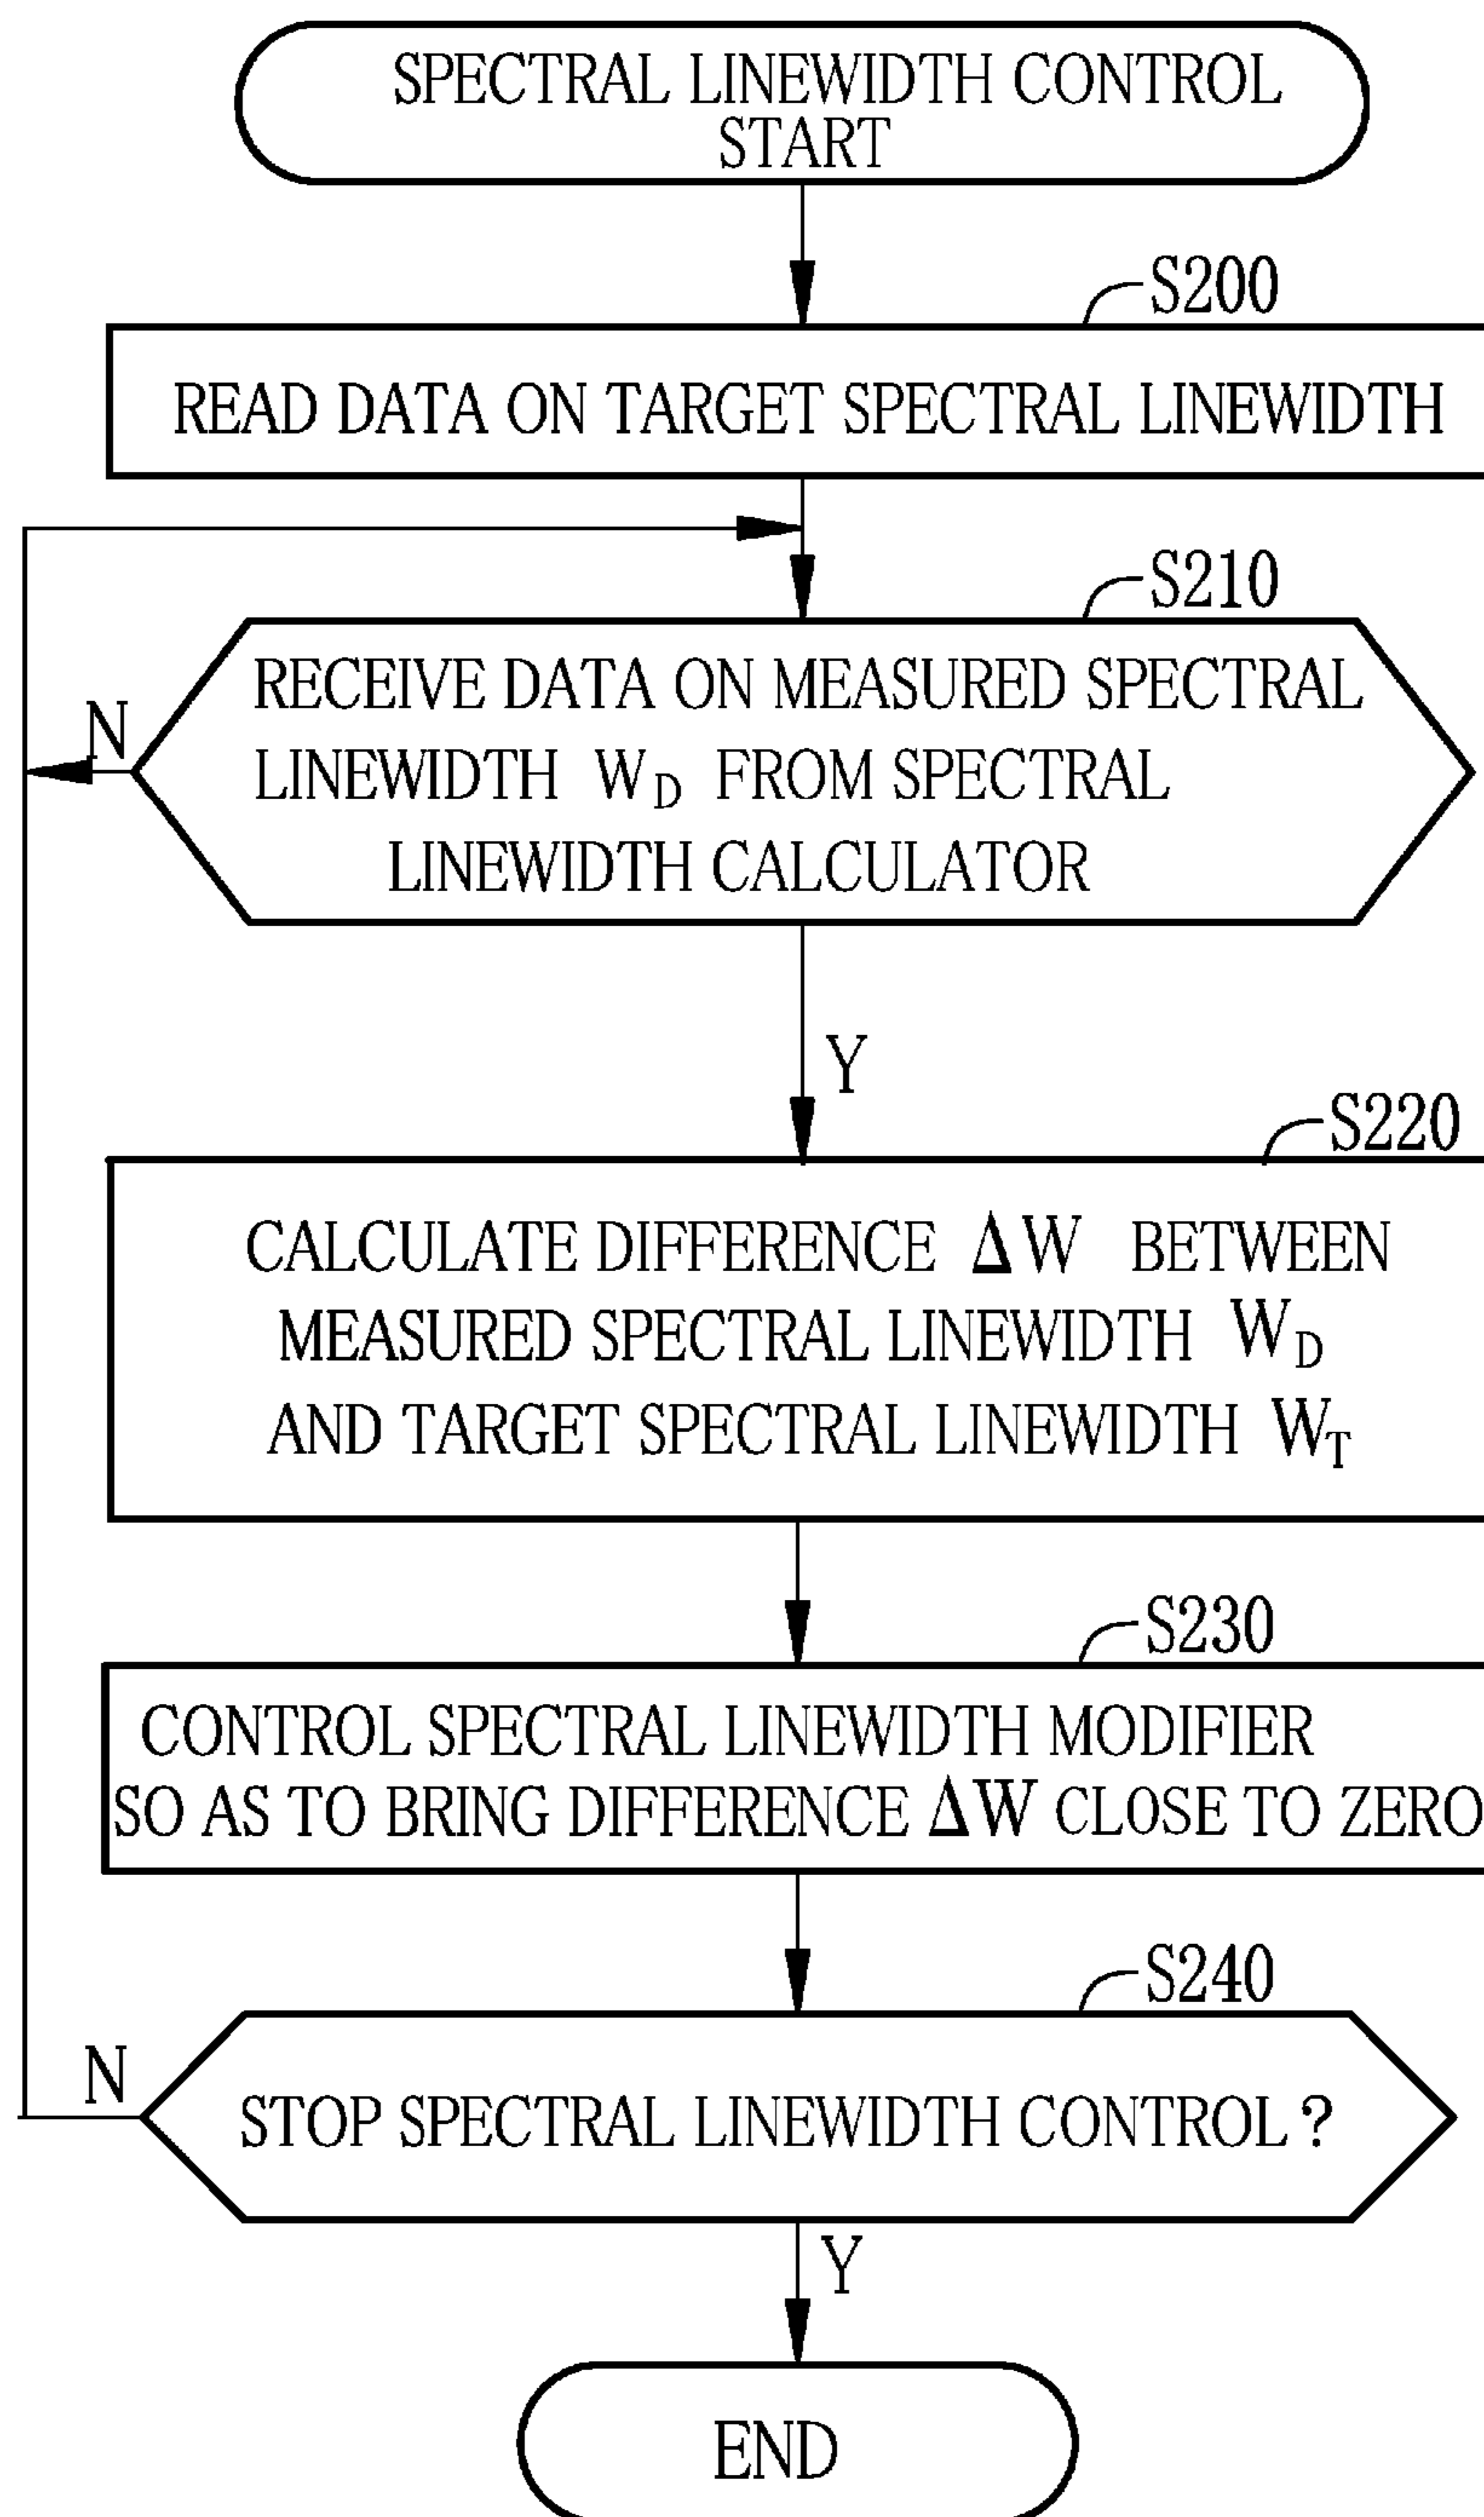 SPECTRAL LINEWIDTH CONTROL
START
S200
READ DATA ON TARGET SPECTRAL LINEWIDTH
S210
RECEIVE DATA ON MEASURED SPECTRAL
LINEWIDTH W_D FROM SPECTRAL
LINEWIDTH CALCULATOR
N
Y
S220
CALCULATE DIFFERENCE ΔW BETWEEN
MEASURED SPECTRAL LINEWIDTH W_D
AND TARGET SPECTRAL LINEWIDTH W_T
S230
CONTROL SPECTRAL LINEWIDTH MODIFIER
SO AS TO BRING DIFFERENCE ΔW CLOSE TO ZERO
S240
N
STOP SPECTRAL LINEWIDTH CONTROL ?
Y
END